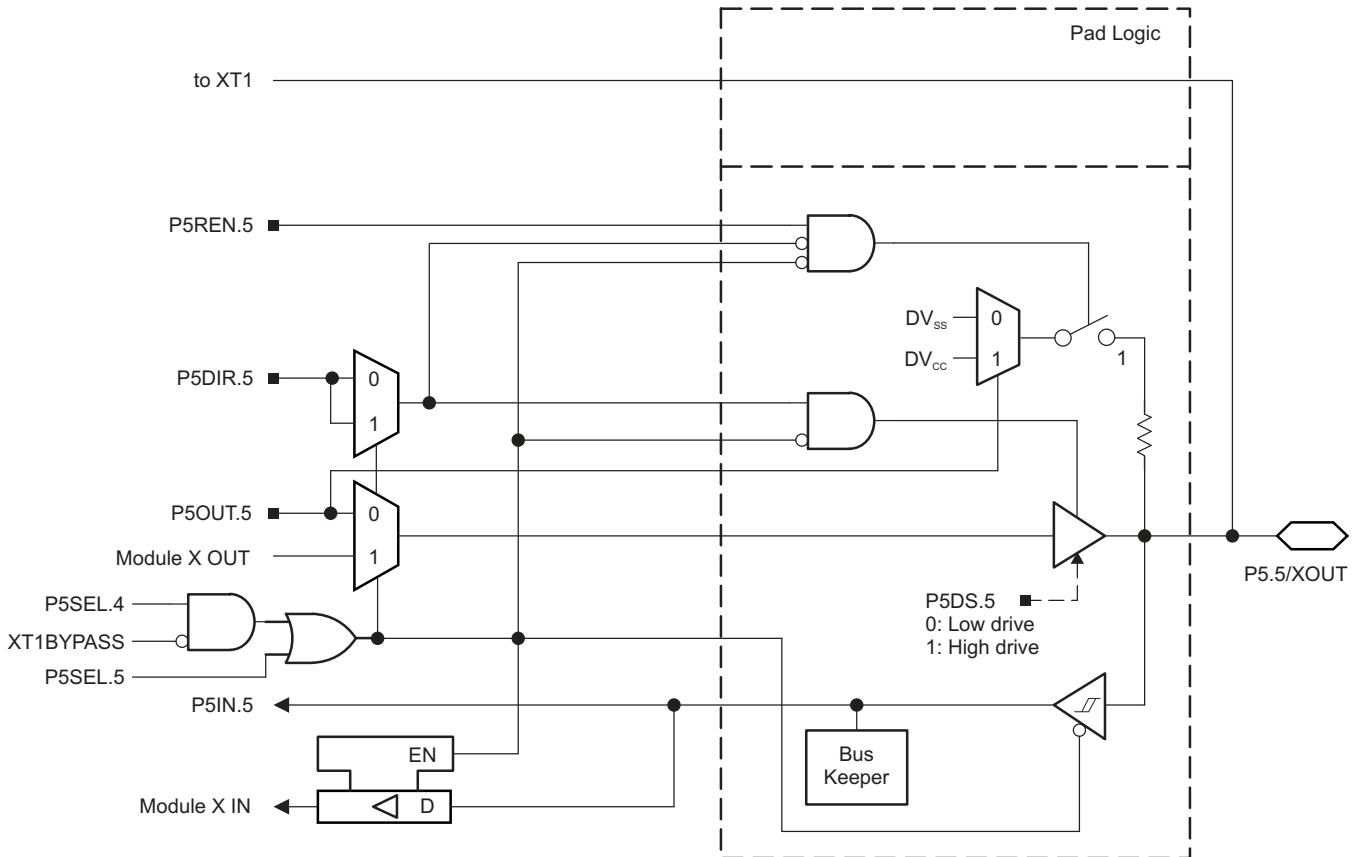 Pad Logic
to XT1
P5REN.5
DVSS
0
DVCC
1
1
P5DIR.5
0
1
P5OUT.5
0
Module X OUT
1
P5.5/XOUT
P5DS.5
0: Low drive
1: High drive
P5SEL.4
XT1BYPASS
P5SEL.5
P5IN.5
Bus
Keeper
EN
Module X IN
D